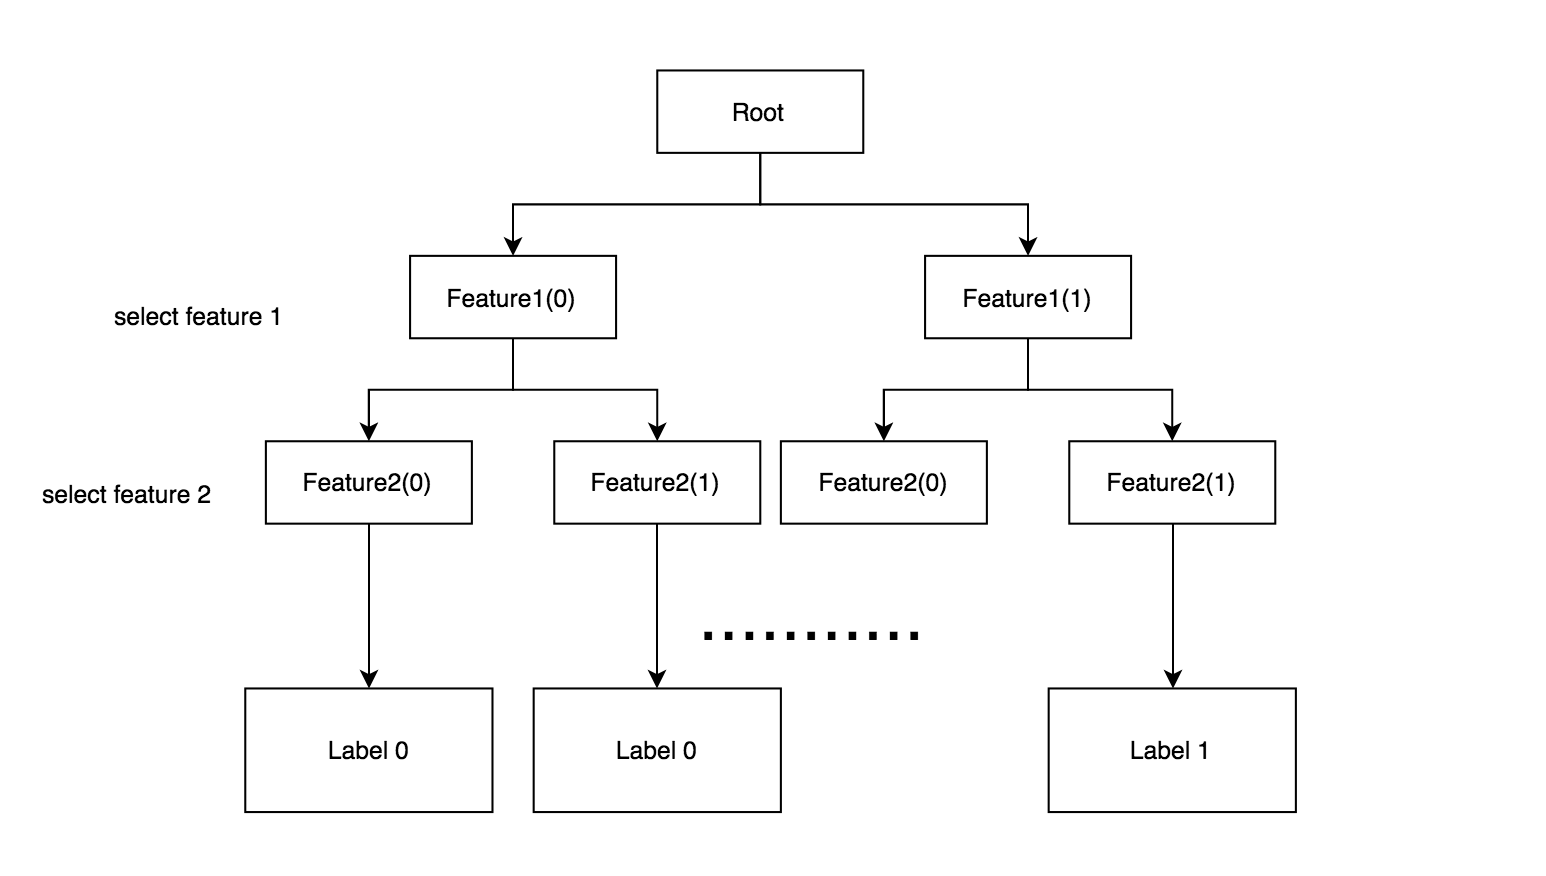 Root
Feature1(0)
Feature1(1)
select feature 1
Feature2(0)
Feature2(1)
Feature2(0)
Feature2(1)
select feature 2
...........
Label 0
Label 0
Label 1